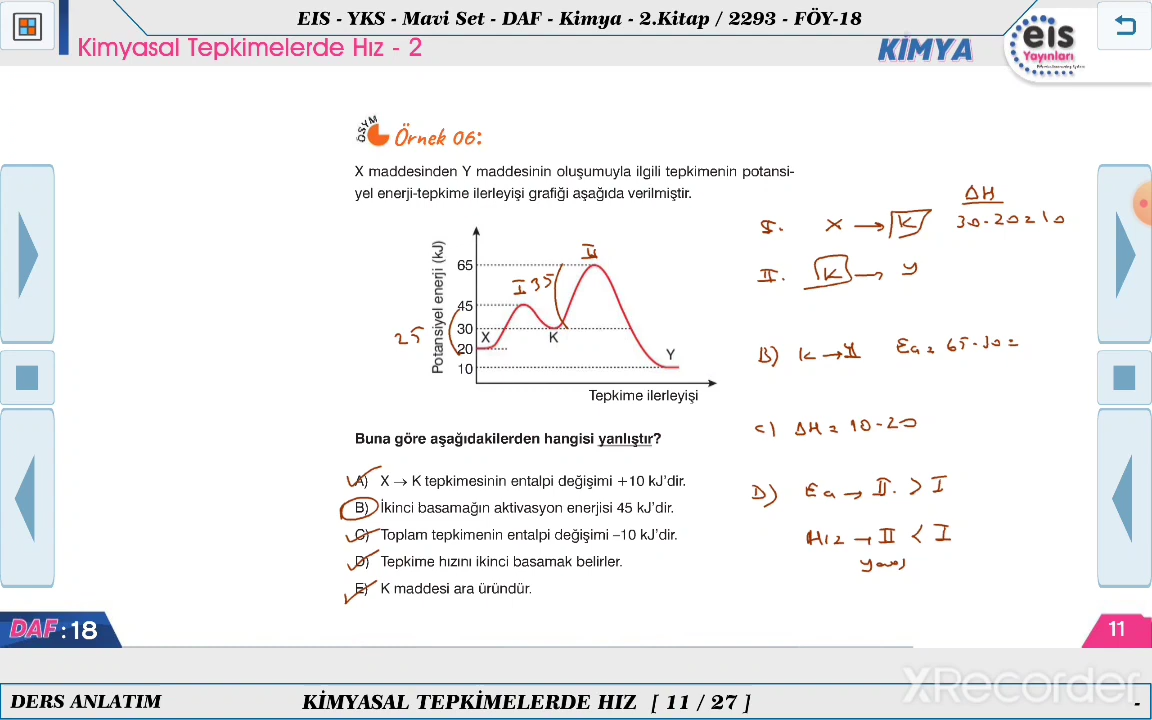 EIS - YKS - Mavi Set - DAF - Kimya - 2.Kitap / 2293 - FÖY-18
Kimyasal Tepkimelerde Hız - 2
KİMYA
eis
Yayınları
ÖSYM
Örnek 06:
X maddesinden Y maddesinin oluşumuyla ilgili tepkimenin potansi-
yel enerji-tepkime ilerleyişi grafiği aşağıda verilmiştir.
Potansiyel enerji (kJ)
65
45
30
20
10
X
K
Y
I
II
35
25
Tepkime ilerleyişi
Buna göre aşağıdakilerden hangisi yanlıştır?
A) X → K tepkimesinin entalpi değişimi +10 kJ'dir.
B) İkinci basamağın aktivasyon enerjisi 45 kJ'dir.
C) Toplam tepkimenin entalpi değişimi –10 kJ'dir.
D) Tepkime hızını ikinci basamak belirler.
E) K maddesi ara üründür.
ΔH
I. X → K 30-20=10
II. K → Y
B) K → Y Ea = 65-30=
C) ΔH = 10-20
D) Ea → II. > I
Hız → II < I
yavaş
DAF : 18
11
XRecorder
DERS ANLATIM
KİMYASAL TEPKİMELERDE HIZ [ 11 / 27 ]
-